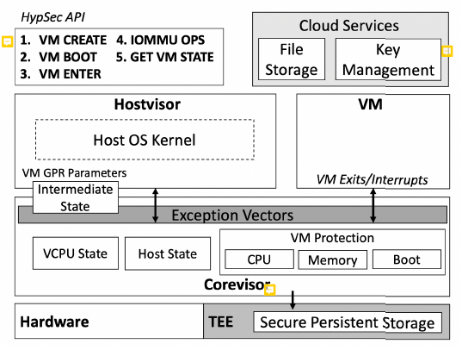 HypSec API
1. VM CREATE 4. IOMMU OPS
2. VM BOOT 5. GET VM STATE
3. VM ENTER
Cloud Services
File Storage
Key Management
Hostvisor
Host OS Kernel
VM
VM GPR Parameters
Intermediate State
VM Exits/Interrupts
Exception Vectors
VCPU State
Host State
VM Protection
CPU
Memory
Boot
Corevisor
Hardware
TEE
Secure Persistent Storage